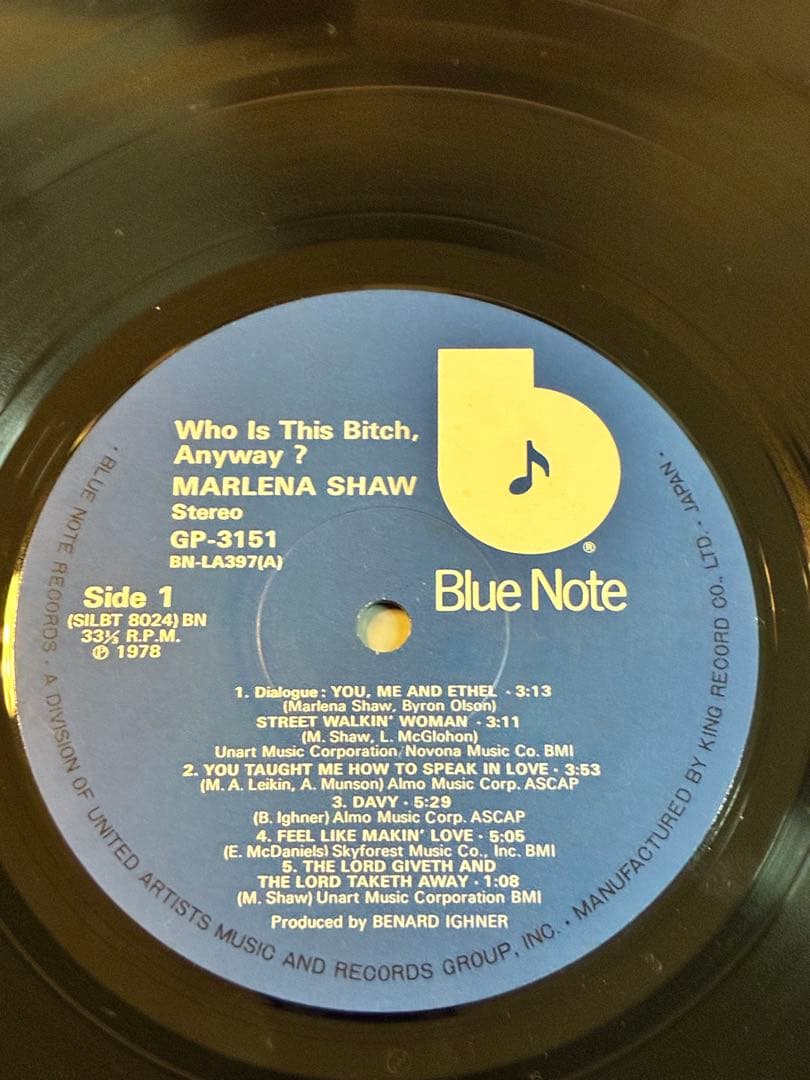 Who Is This Bitch,
Anyway ?
MARLENA SHAW
Stereo
GP-3151
BN-LA397(A)
Side 1
(SILBT 8024) BN
33⅓ R.P.M.
℗ 1978
®
Blue Note
1. Dialogue: YOU, ME AND ETHEL · 3:13
(Marlena Shaw, Byron Olson)
STREET WALKIN' WOMAN · 3:11
(M. Shaw, L. McGlohon)
Unart Music Corporation/Novona Music Co. BMI
2. YOU TAUGHT ME HOW TO SPEAK IN LOVE · 3:53
(M. A. Leikin, A. Munson) Almo Music Corp. ASCAP
3. DAVY · 5:29
(B. Ighner) Almo Music Corp. ASCAP
4. FEEL LIKE MAKIN' LOVE · 5:05
(E. McDaniels) Skyforest Music Co., Inc. BMI
5. THE LORD GIVETH AND
THE LORD TAKETH AWAY · 1:08
(M. Shaw) Unart Music Corporation BMI
Produced by BENARD IGHNER
· BLUE NOTE RECORDS · A DIVISION OF UNITED ARTISTS MUSIC AND RECORDS GROUP, INC. · MANUFACTURED BY KING RECORD CO., LTD. · JAPAN ·